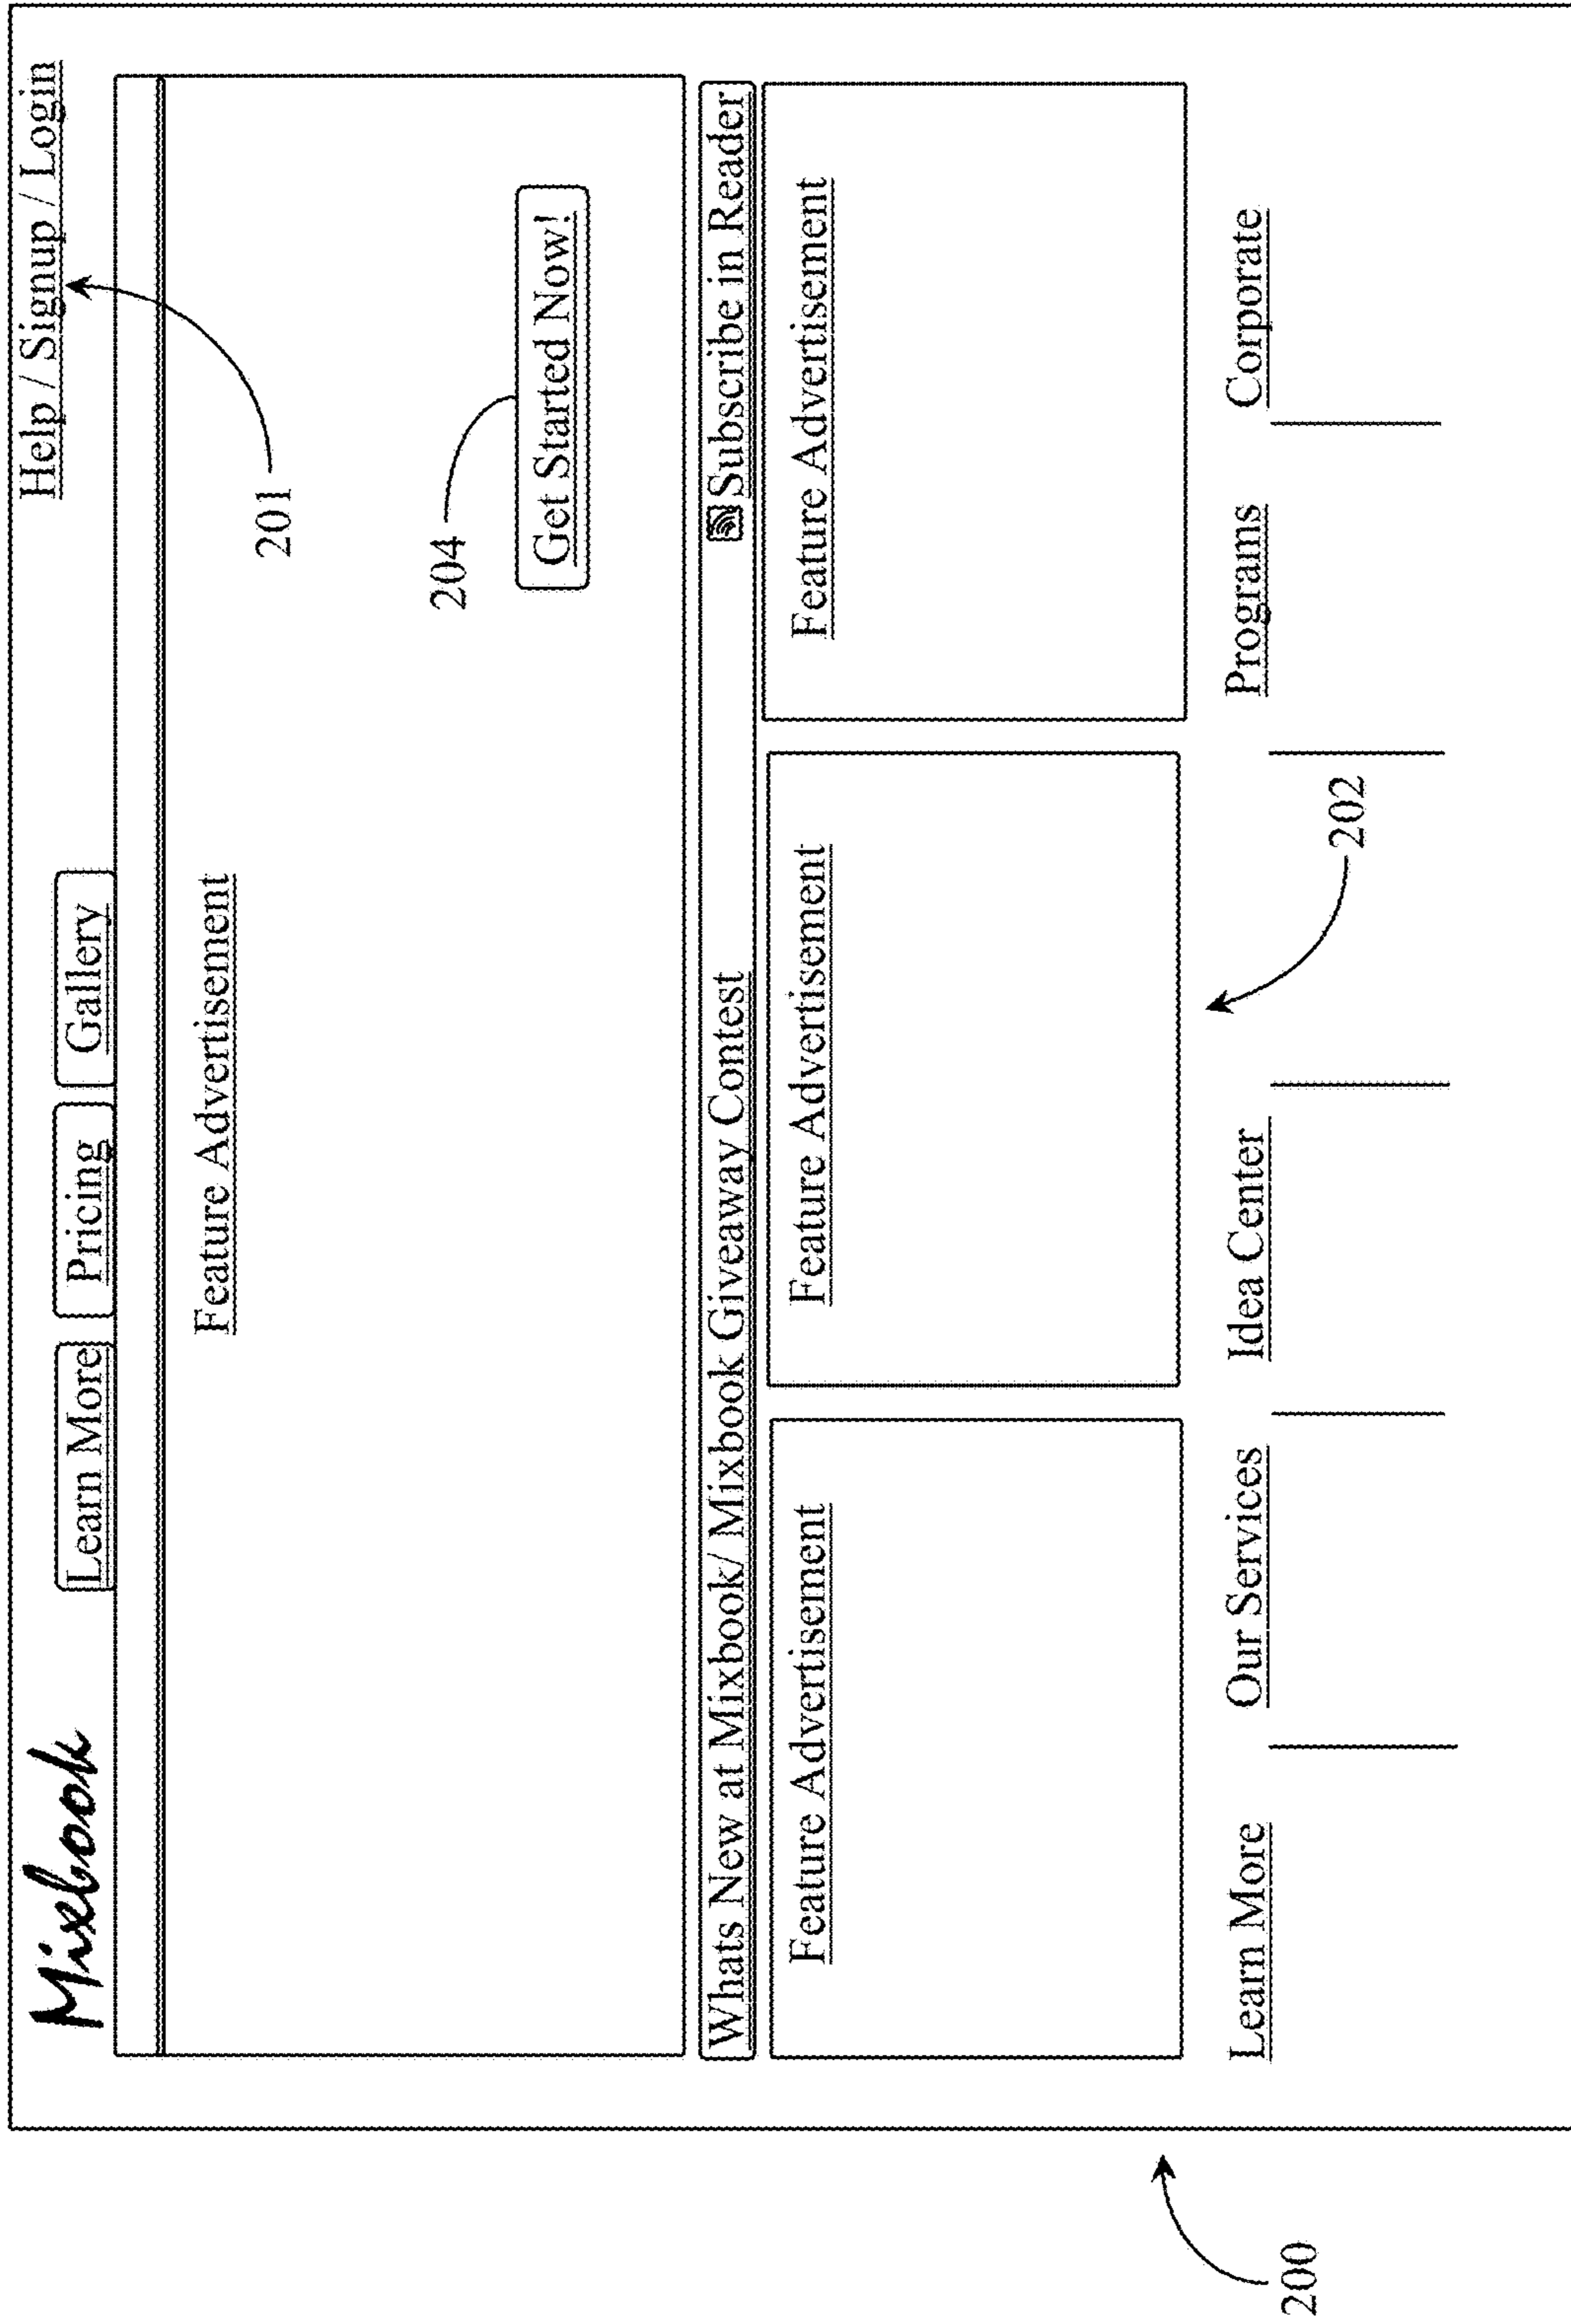 Help / Signup / Login
Mixbook
Learn More
Pricing
Gallery
201
Feature Advertisement
204
Get Started Now!
Whats New at Mixbook/ Mixbook Giveaway Contest
Subscribe in Reader
Feature Advertisement
Feature Advertisement
Feature Advertisement
Learn More
Our Services
Idea Center
Programs
Corporate
202
200